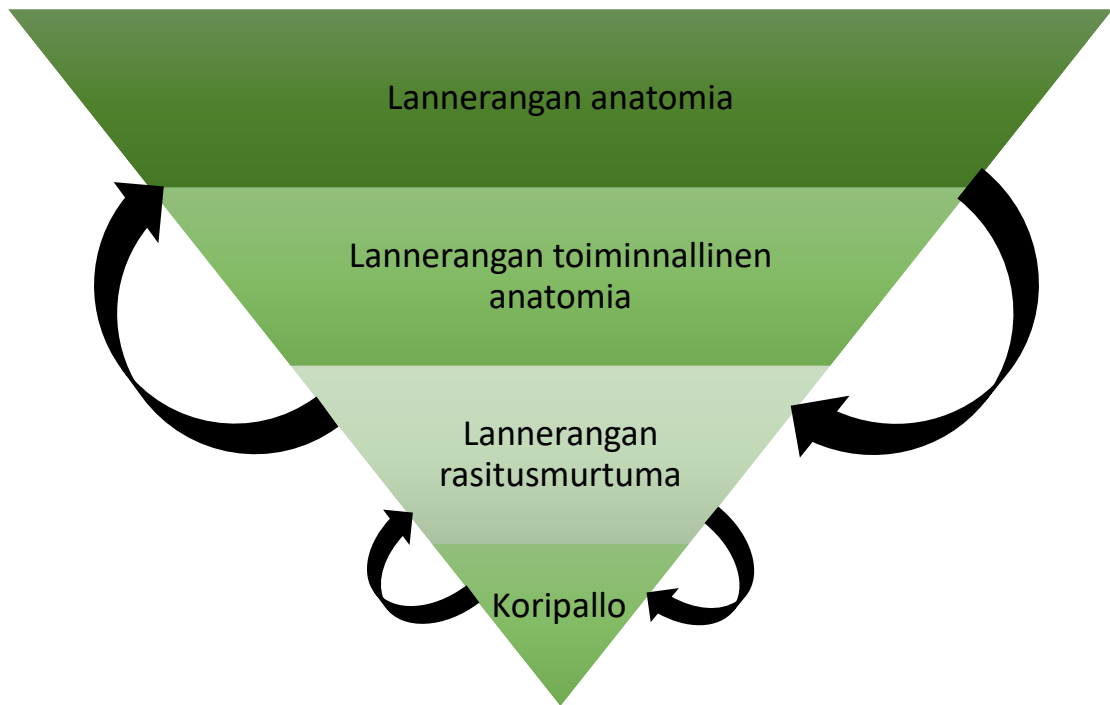 Lannerangan anatomia
Lannerangan toiminnallinen
anatomia
Lannerangan
rasitusmurtuma
Koripallo